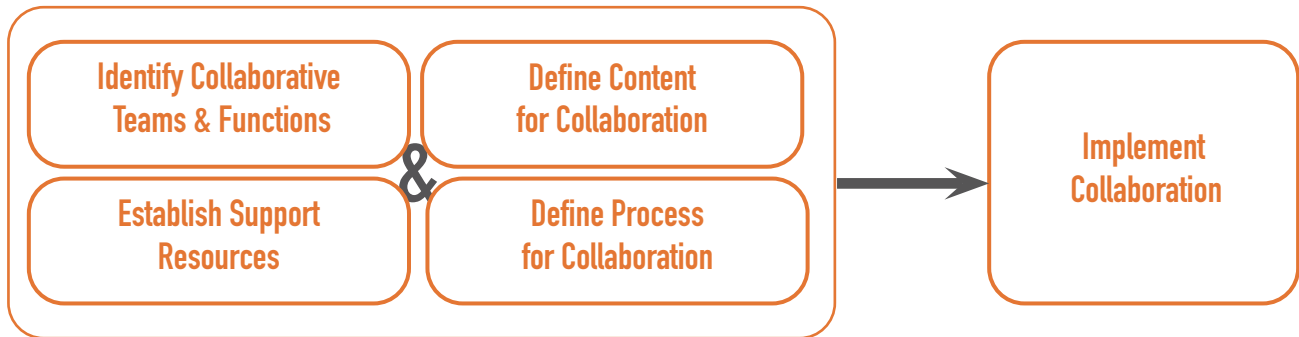 Identify Collaborative
Teams & Functions
Define Content
for Collaboration
&
Establish Support
Resources
Define Process
for Collaboration
Implement
Collaboration